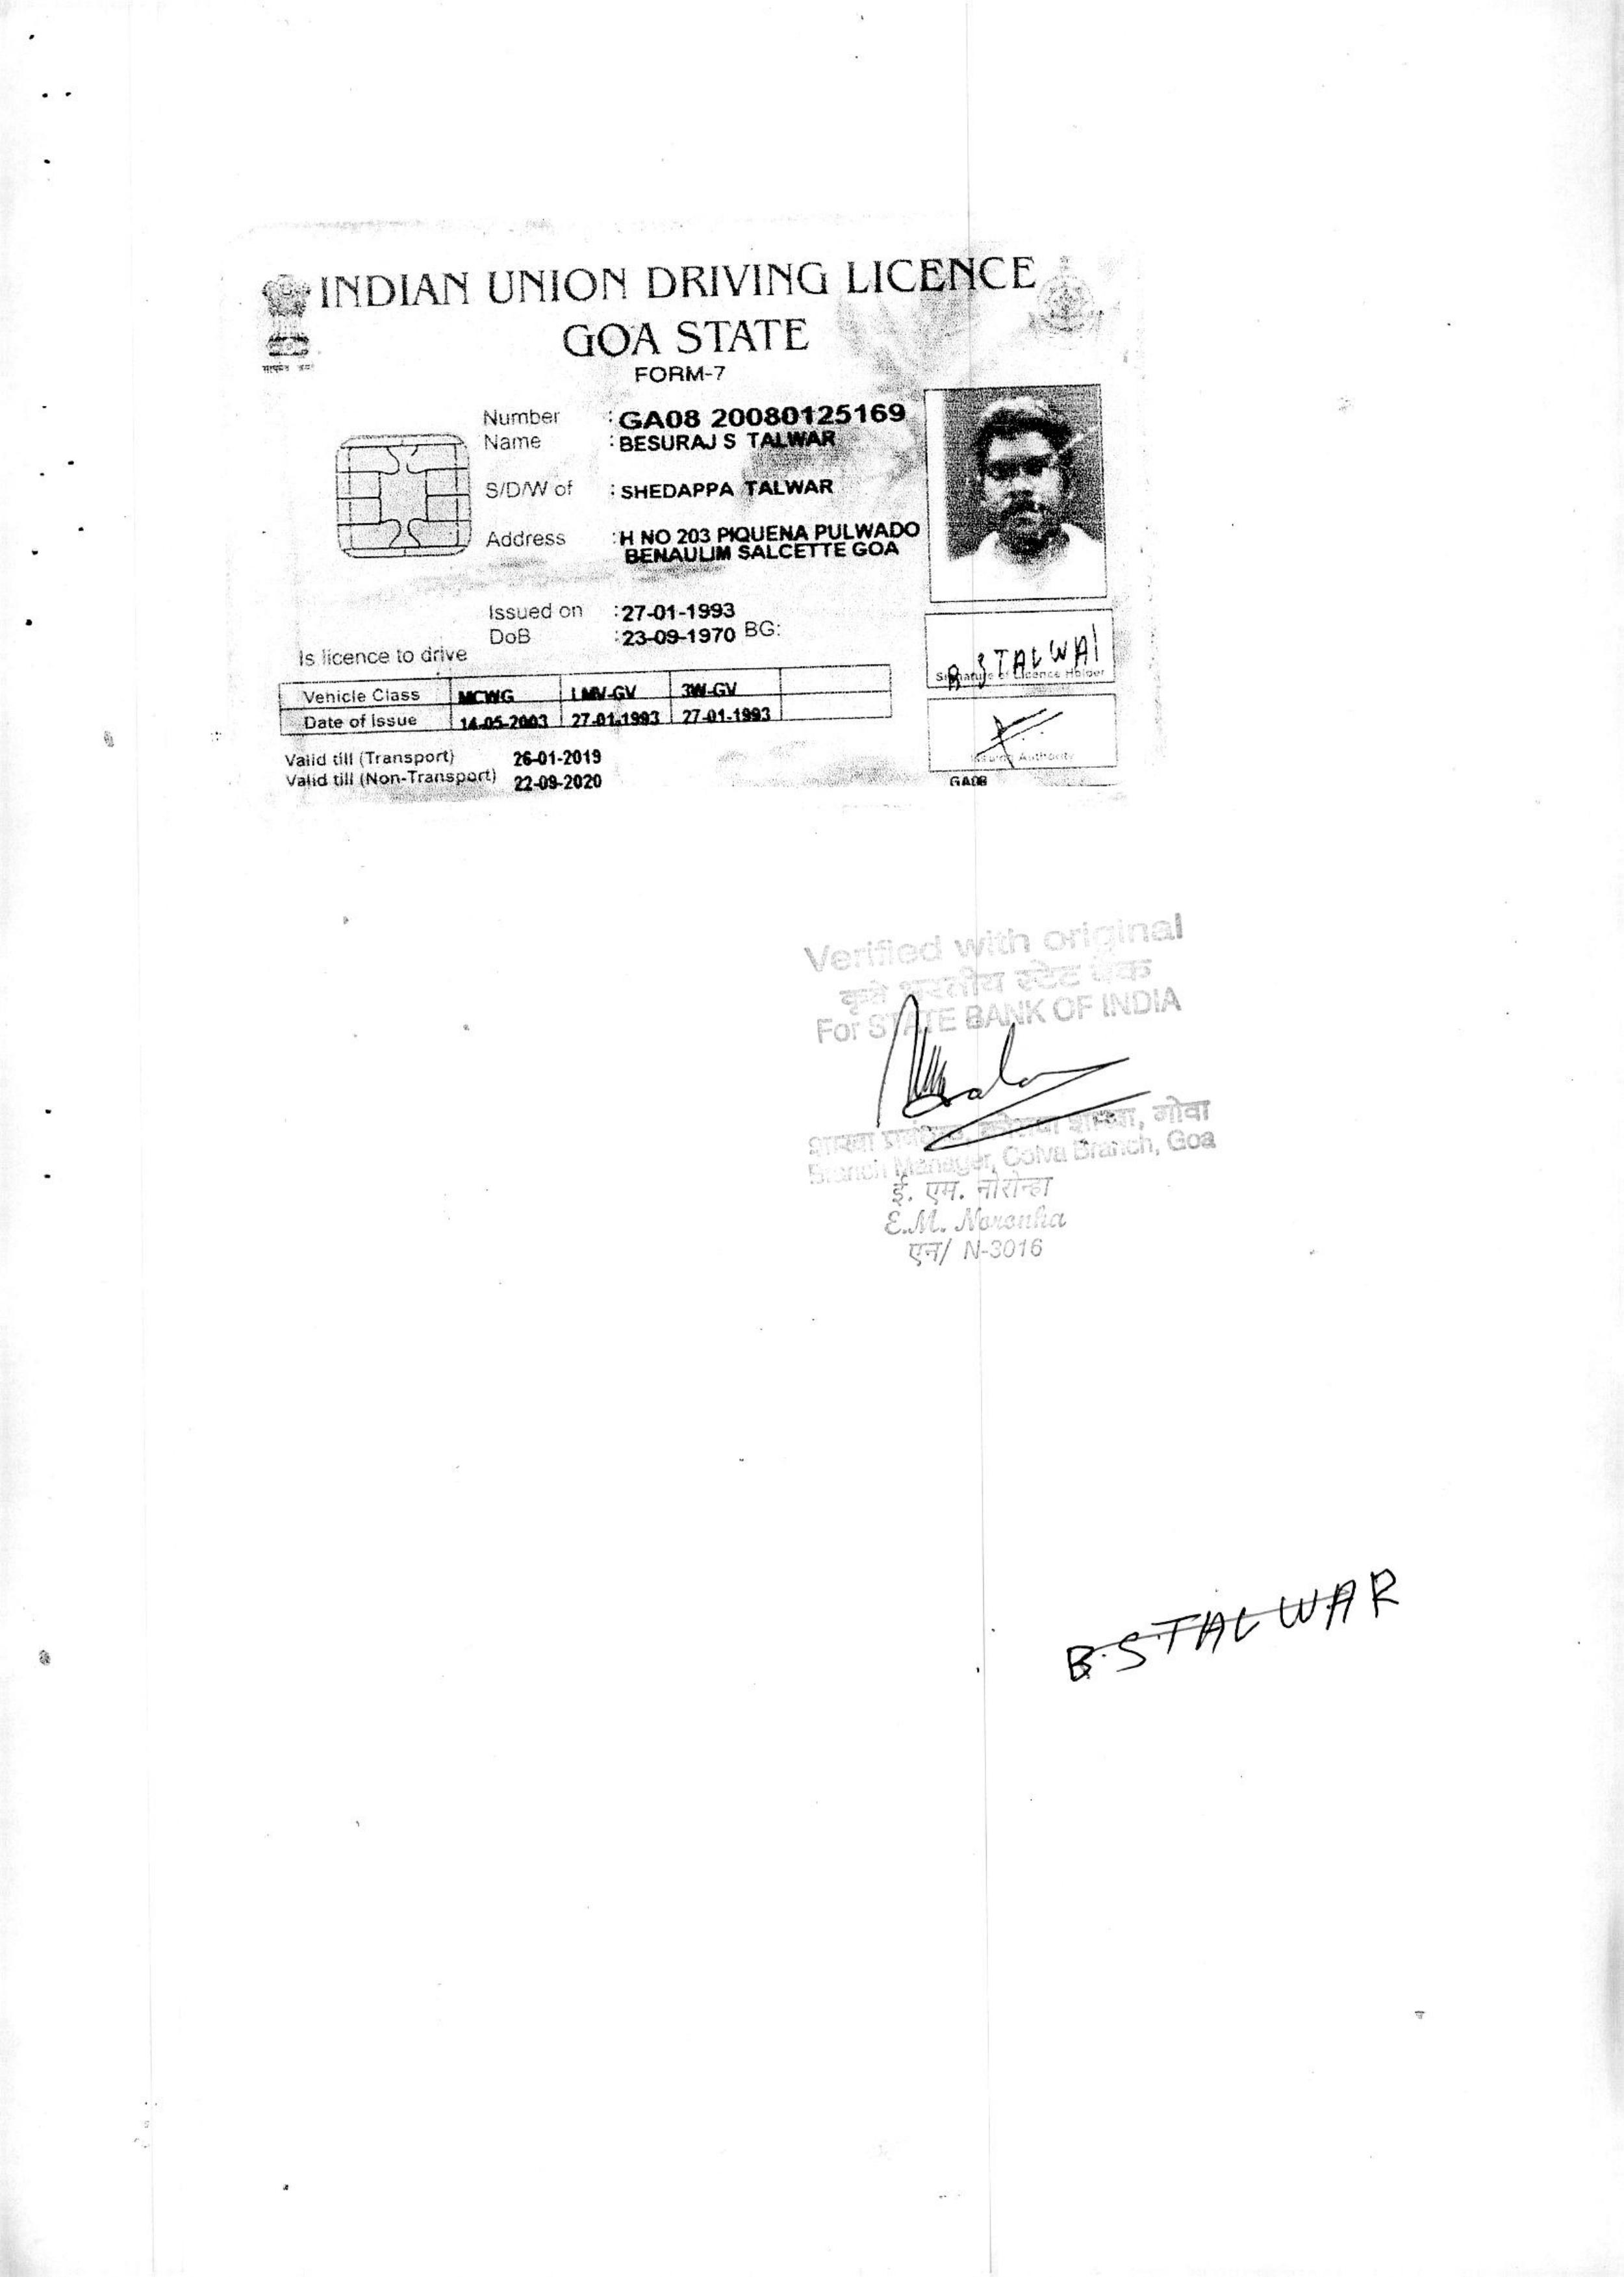 INDIAN UNION DRIVING LICENCE
GOA STATE
FORM-7
सत्यमेव जयते
Number : GA08 20080125169
Name : BESURAJ S TALWAR
S/D/W of : SHEDAPPA TALWAR
Address : H NO 203 PIQUENA PULWADO
BENAULIM SALCETTE GOA
Issued on : 27-01-1993
DoB : 23-09-1970 BG:
Is licence to drive
Vehicle Class MCWG LMV-GV 3W-GV
Date of Issue 14-05-2003 27-01-1993 27-01-1993
Valid till (Transport) 26-01-2019
Valid till (Non-Transport) 22-09-2020
B S TALWAR
Signature of Licence Holder
Issuing Authority
GA08
Verified with original
कृते भारतीय स्टेट बैंक
For STATE BANK OF INDIA
शाखा प्रबंधक, कोलवा शाखा, गोवा
Branch Manager, Colva Branch, Goa
ई. एम. नोरोन्हा
E.M. Noronha
एन/ N-3016
B.S.TALWAR